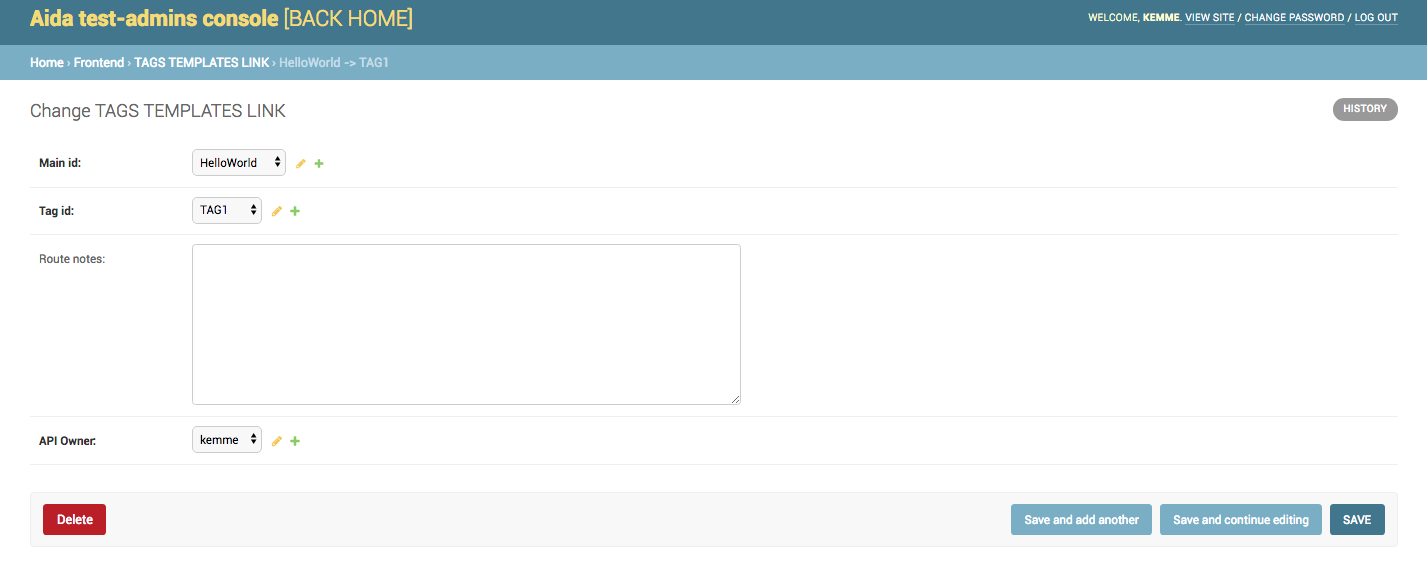 Aida test-admins console [BACK HOME]
WELCOME, KEMME. VIEW SITE / CHANGE PASSWORD / LOG OUT
Home › Frontend › TAGS TEMPLATES LINK › HelloWorld -> TAG1
Change TAGS TEMPLATES LINK
HISTORY
Main id: HelloWorld
Tag id: TAG1
Route notes:
API Owner: kemme
Delete Save and add another Save and continue editing SAVE